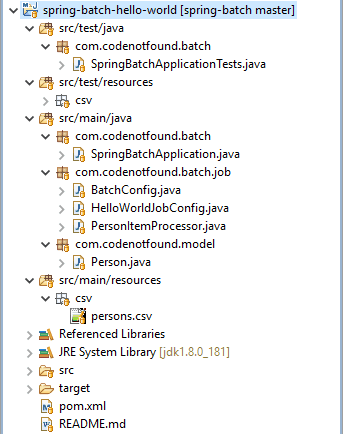 spring-batch-hello-world [spring-batch master]
src/test/java
com.codenotfound.batch
SpringBatchApplicationTests.java
src/test/resources
csv
src/main/java
com.codenotfound.batch
SpringBatchApplication.java
com.codenotfound.batch.job
BatchConfig.java
HelloWorldJobConfig.java
PersonItemProcessor.java
com.codenotfound.model
Person.java
src/main/resources
csv
persons.csv
Referenced Libraries
JRE System Library [jdk1.8.0_181]
src
target
pom.xml
README.md